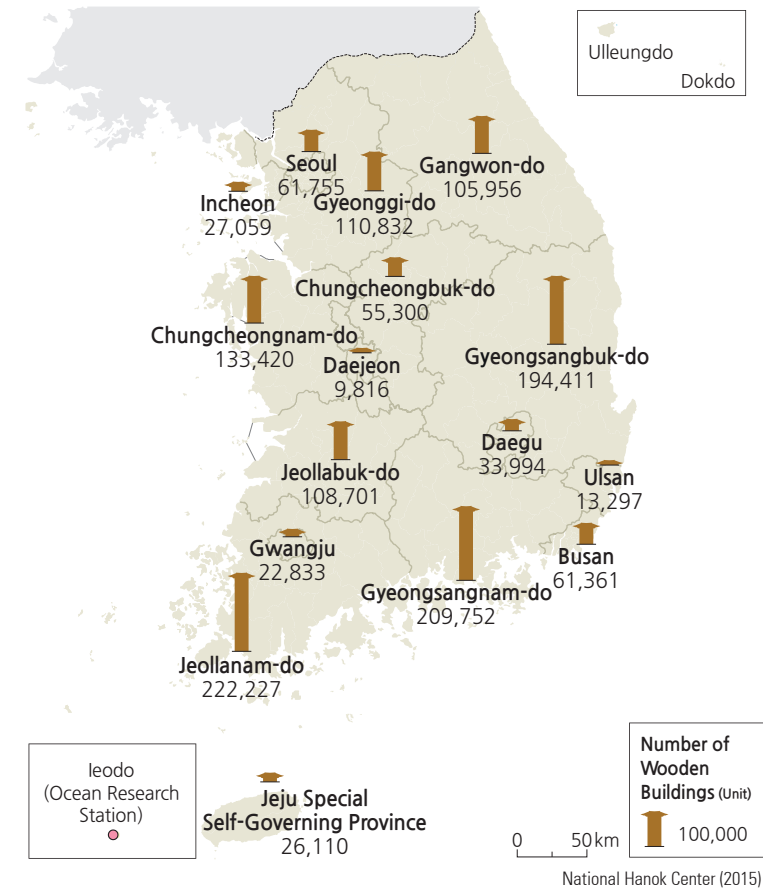 Ulleungdo
Dokdo
Seoul
61,755
Gangwon-do
105,956
Incheon
27,059
Gyeonggi-do
110,832
Chungcheongbuk-do
55,300
Chungcheongnam-do
133,420
Daejeon
9,816
Gyeongsangbuk-do
194,411
Daegu
33,994
Jeollabuk-do
108,701
Ulsan
13,297
Gwangju
22,833
Busan
61,361
Gyeongsangnam-do
209,752
Jeollanam-do
222,227
Ieodo
(Ocean Research
Station)
Jeju Special
Self-Governing Province
26,110
0 50 km
Number of
Wooden
Buildings (Unit)
100,000
National Hanok Center (2015)